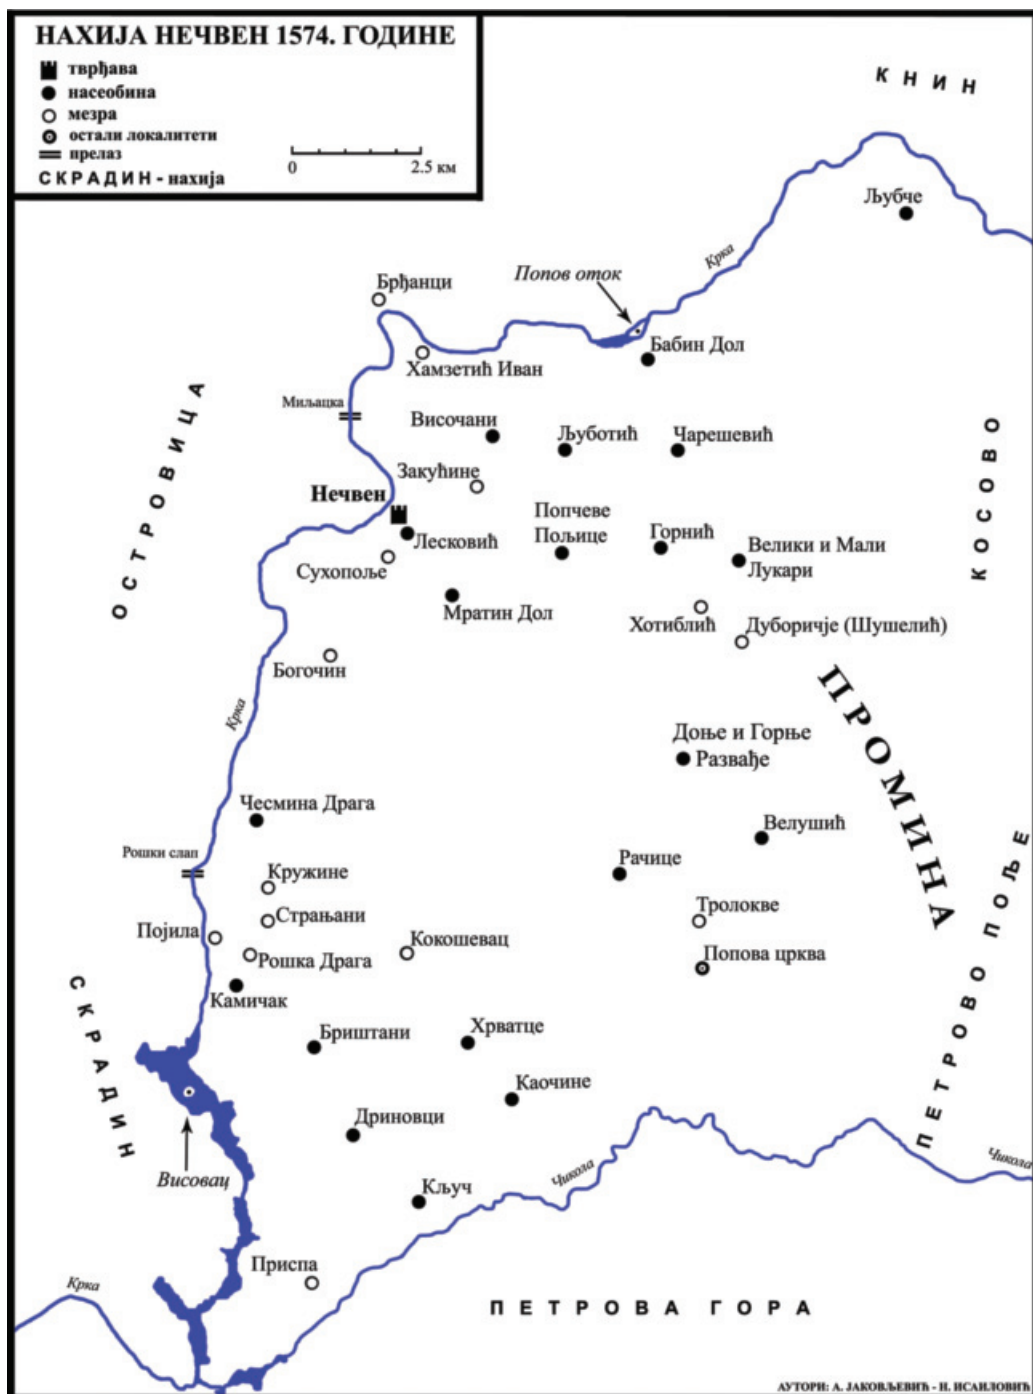 НАХИЈА НЕЧВЕН 1574. ГОДИНЕ
тврђава
насеобина
мезра
остали локалитети
прелаз
СКРАДИН - нахија
0 2.5 км
КНИН
Љубче
Крка
Попов оток
Брђанци
Бабин Дол
Хамзетић Иван
ОСТРОВИЦА
Миљацка
Височани
Љуботић
Чарешевић
КОСОВО
Закућине
Нечвен
Лесковић
Попчеве
Пољице
Горнић
Велики и Мали
Лукари
Сухопоље
Мратин Дол
Хотиблић
Дуборичје (Шушелић)
Богочин
Крка
ПРОМИНА
Доње и Горње
Развађе
Чесмина Драга
Велушић
Рошки слап
Рачице
Кружине
Страњани
Тролокве
Појила
Рошка Драга
Кокошевац
Попова црква
ПЕТРОВО ПОЉЕ
СКРАДИН
Камичак
Бриштани
Хрватце
Каочине
Дриновци
Висовац
Чикола
Чикола
Кључ
Приспа
Крка
ПЕТРОВА ГОРА
АУТОРИ: А. ЈАКОВЉЕВИЋ - Н. ИСАИЛОВИЋ